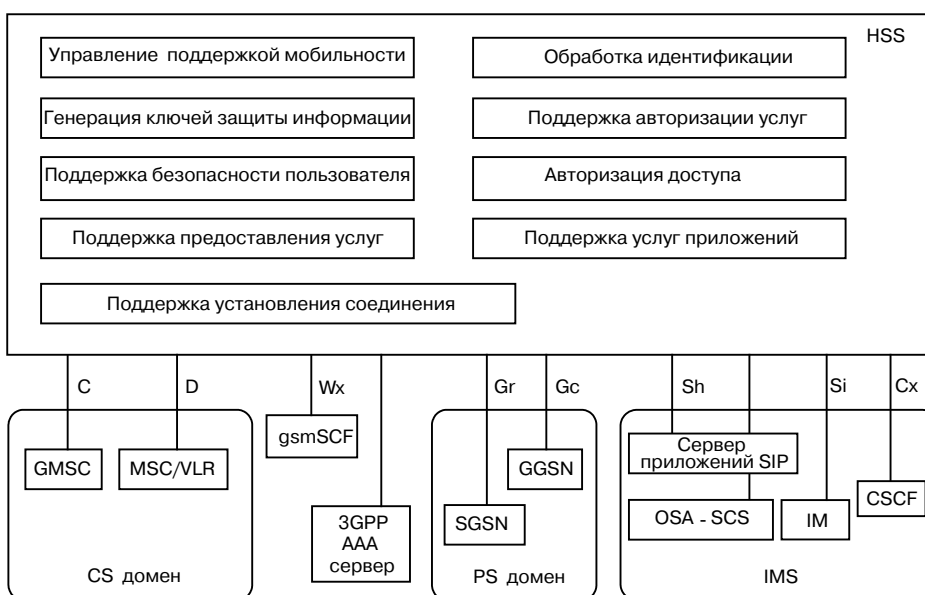 HSS
Управление поддержкой мобильности
Обработка идентификации
Генерация ключей защиты информации
Поддержка авторизации услуг
Поддержка безопасности пользователя
Авторизация доступа
Поддержка предоставления услуг
Поддержка услуг приложений
Поддержка установления соединения
C
D
Wx
Gr
Gc
Sh
Si
Cx
GMSC
MSC/VLR
CS домен
gsmSCF
3GPP
AAA
сервер
SGSN
GGSN
PS домен
Сервер
приложений SIP
OSA - SCS
IM
CSCF
IMS